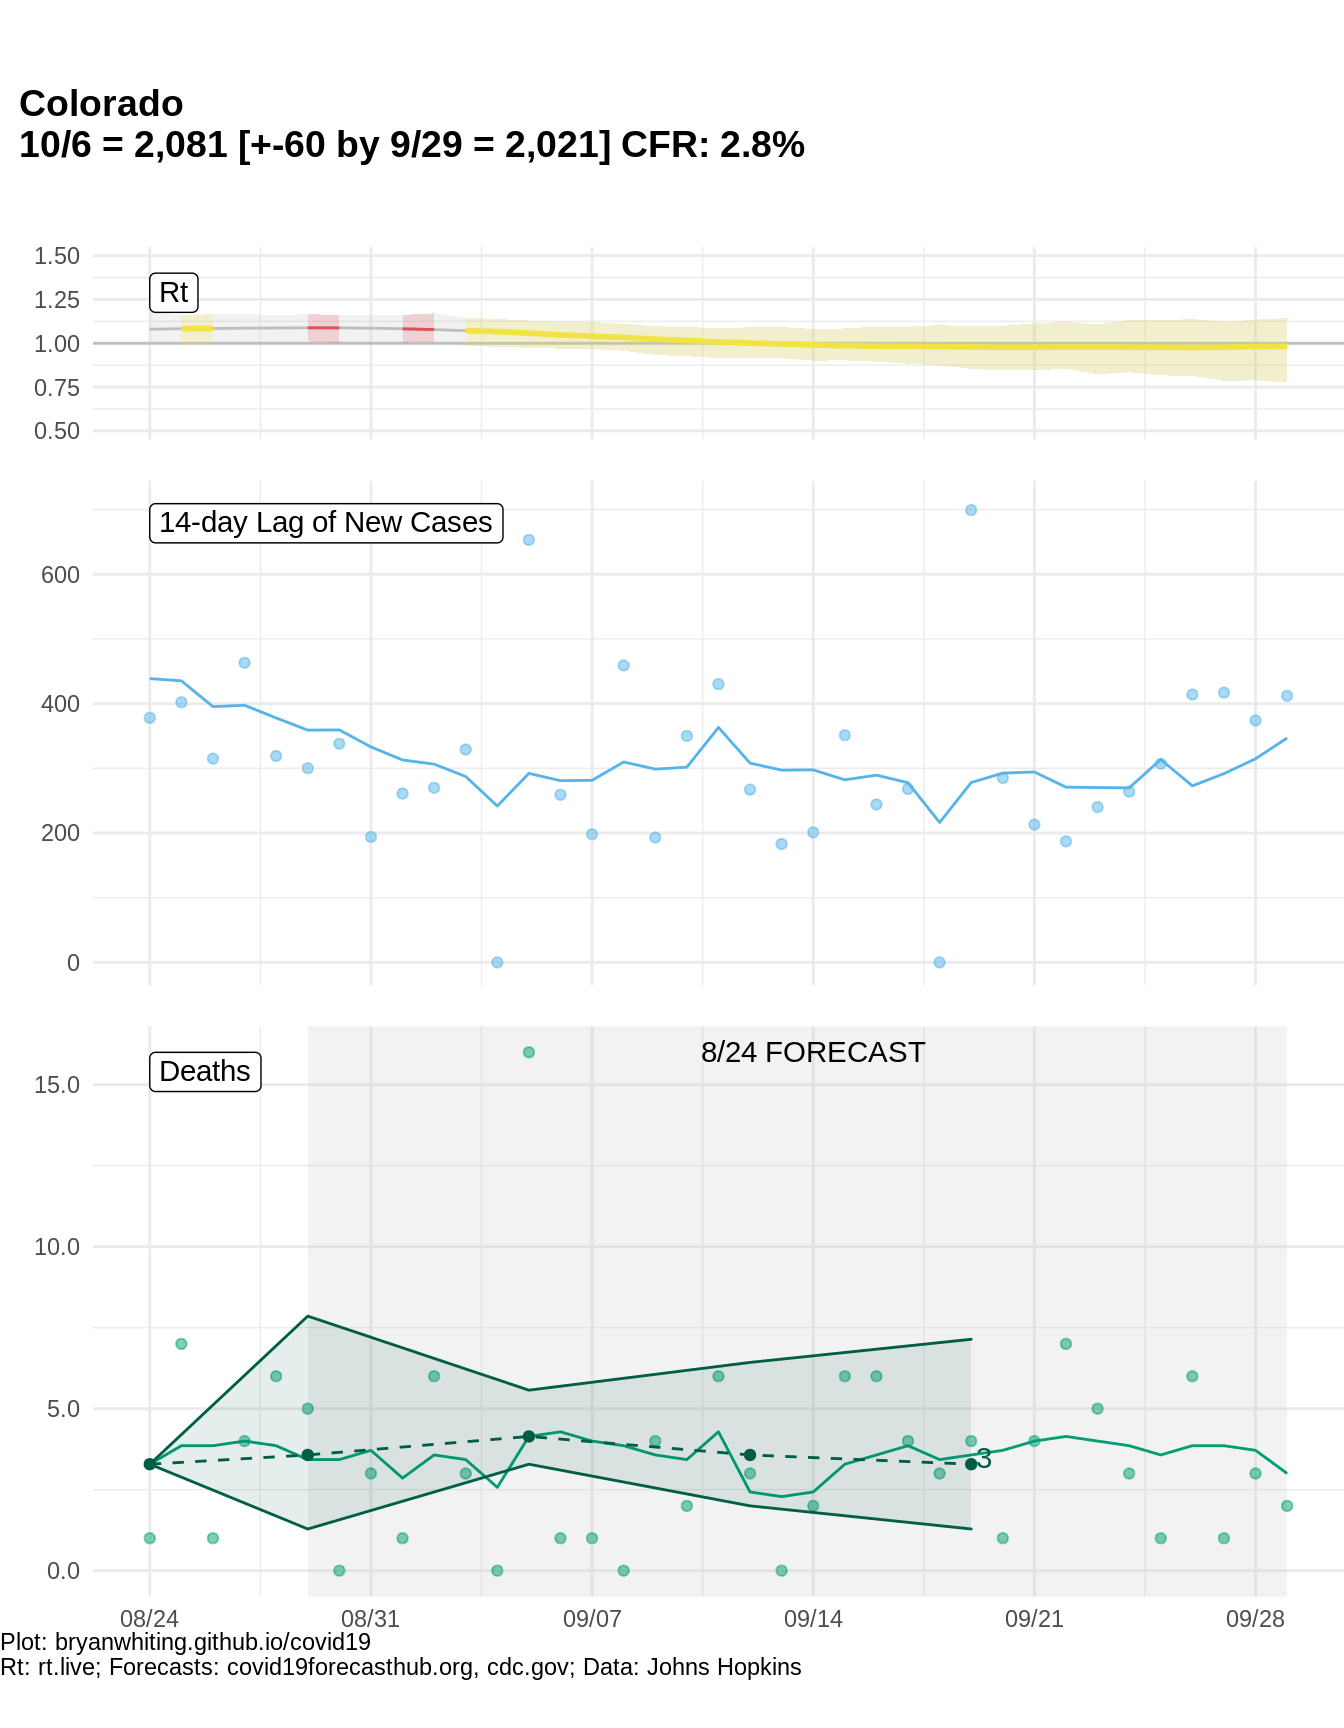 Colorado
10/6 = 2,081 [+-60 by 9/29 = 2,021] CFR: 2.8%
1.50
Rt
1.25
1.00
0.75
0.50
14-day Lag of New Cases
600
400
200
0
8/24 FORECAST
Deaths
15.0
10.0
5.0
3
0.0
08/24 08/31 09/07 09/14 09/21 09/28
Plot: bryanwhiting.github.io/covid19
Rt: rt.live; Forecasts: covid19forecasthub.org, cdc.gov; Data: Johns Hopkins